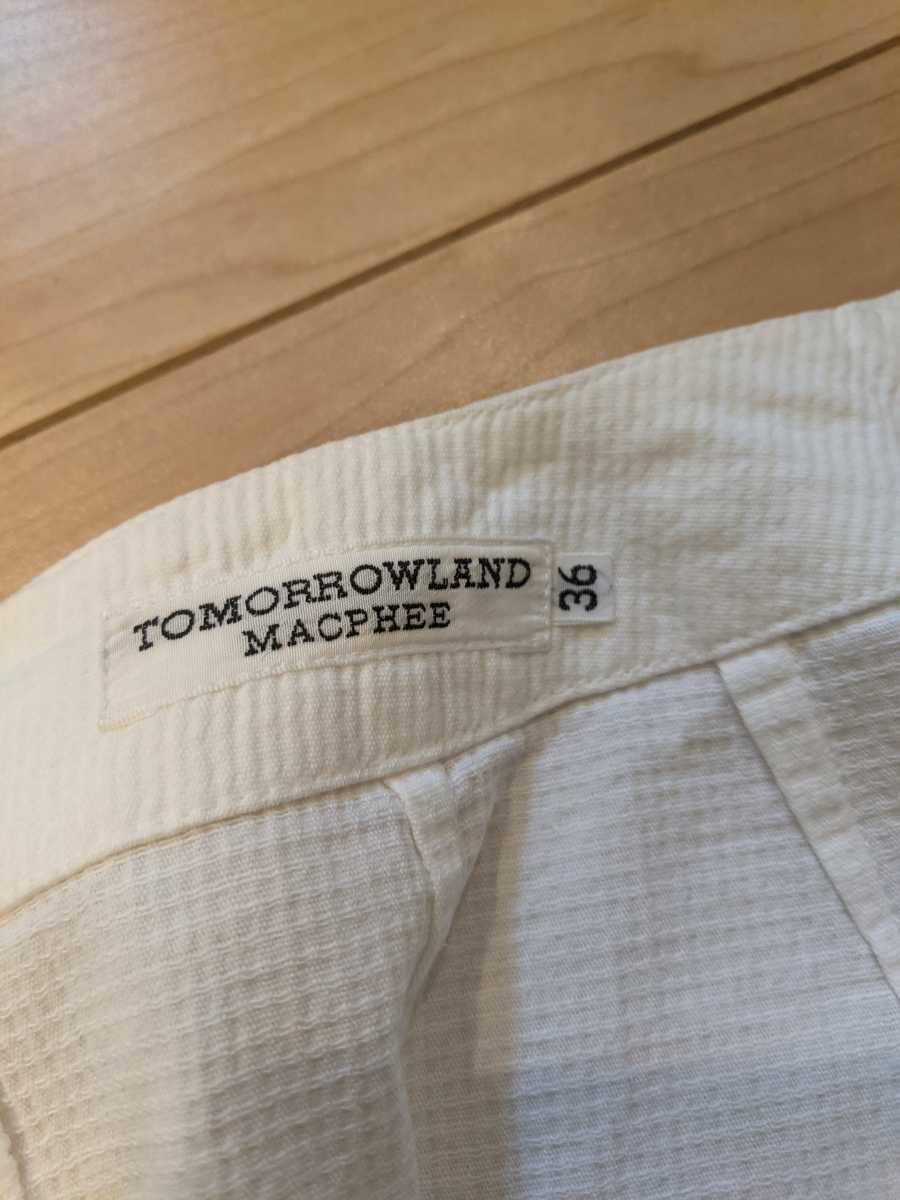 TOMORROWLAND
MACPHEE
36